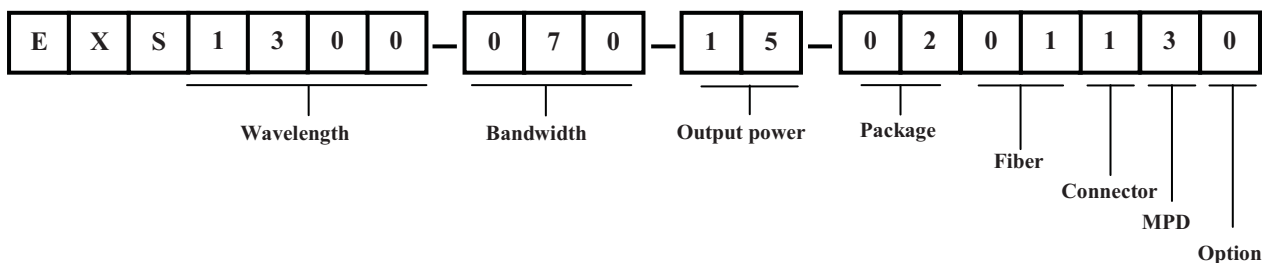 E X S 1 3 0 0 – 0 7 0 – 1 5 – 0 2 0 1 1 3 0
Wavelength Bandwidth Output power Package
Fiber
Connector
MPD
Option